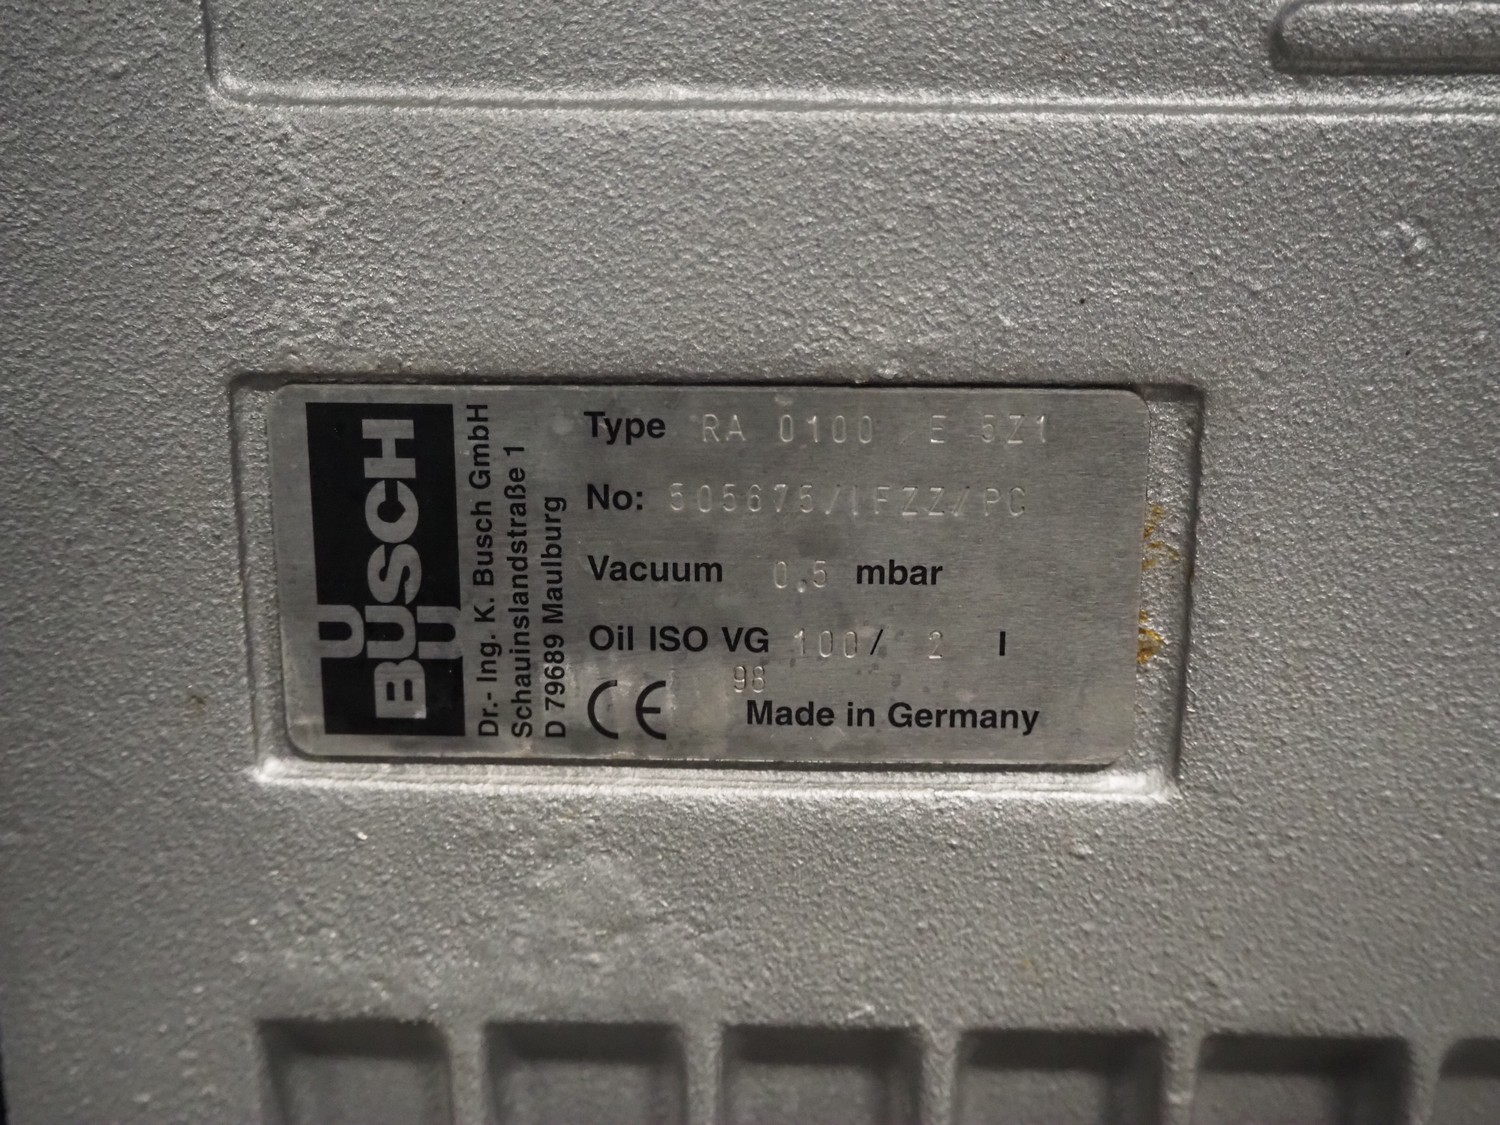 BUSCH
Dr.- Ing. K. Busch GmbH
Schauinslandstraße 1
D 79689 Maulburg
Type RA 0100 E 5Z1
No: 505675/IFZZ/PC
Vacuum 0,5 mbar
Oil ISO VG 100/ 2 l
98
CE
Made in Germany